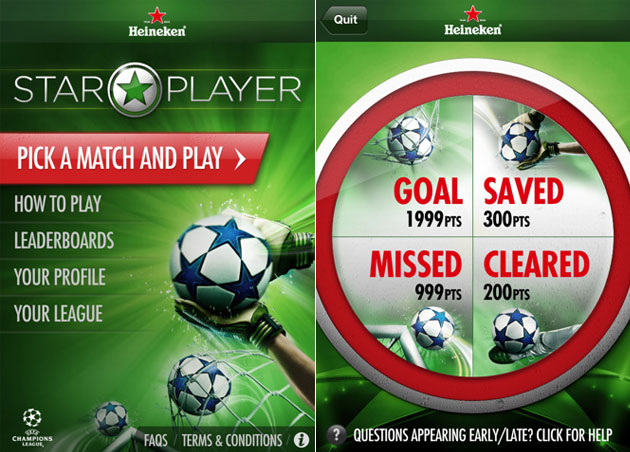 Heineken
STAR PLAYER
PICK A MATCH AND PLAY
HOW TO PLAY
LEADERBOARDS
YOUR PROFILE
YOUR LEAGUE
UEFA
CHAMPIONS
LEAGUE
FAQS / TERMS & CONDITIONS / i
Quit
Heineken
GOAL
1999PTS
SAVED
300PTS
MISSED
999PTS
CLEARED
200PTS
? QUESTIONS APPEARING EARLY/LATE? CLICK FOR HELP